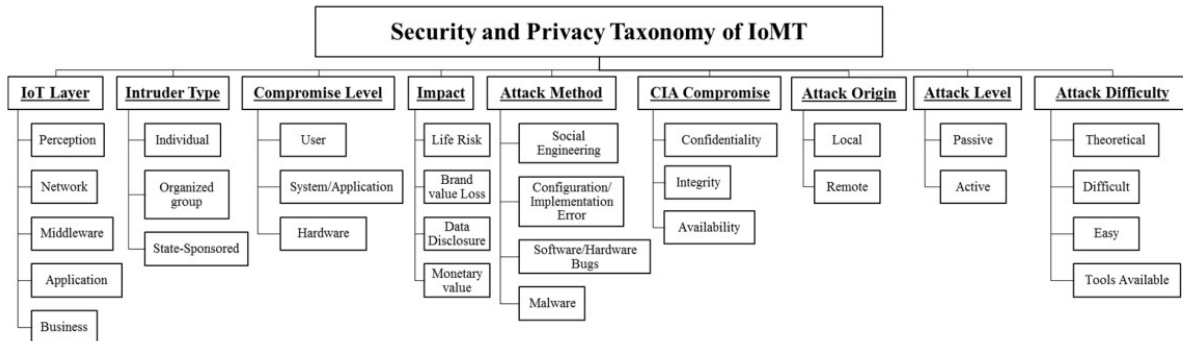 Security and Privacy Taxonomy of IoMT
IoT Layer
Perception
Network
Middleware
Application
Business
Intruder Type
Individual
Organized
group
State-Sponsored
Compromise Level
User
System/Application
Hardware
Impact
Life Risk
Brand
value Loss
Data
Disclosure
Monetary
value
Attack Method
Social
Engineering
Configuration/
Implementation
Error
Software/Hardware
Bugs
Malware
CIA Compromise
Confidentiality
Integrity
Availability
Attack Origin
Local
Remote
Attack Level
Passive
Active
Attack Difficulty
Theoretical
Difficult
Easy
Tools Available